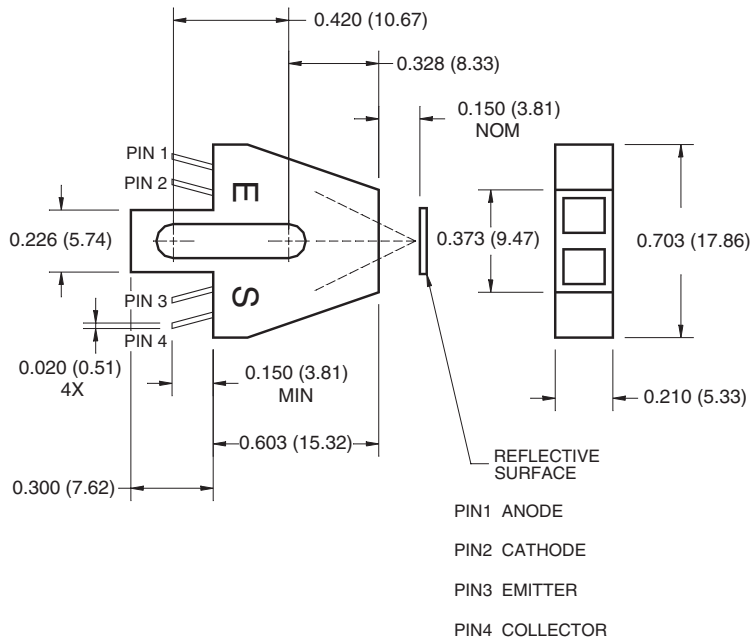 0.420 (10.67)
0.328 (8.33)
0.150 (3.81)
NOM
PIN 1
PIN 2
E
0.226 (5.74)
0.373 (9.47)
0.703 (17.86)
PIN 3
S
PIN 4
0.020 (0.51)
4X
0.150 (3.81)
MIN
0.210 (5.33)
0.603 (15.32)
0.300 (7.62)
REFLECTIVE
SURFACE
PIN1 ANODE
PIN2 CATHODE
PIN3 EMITTER
PIN4 COLLECTOR